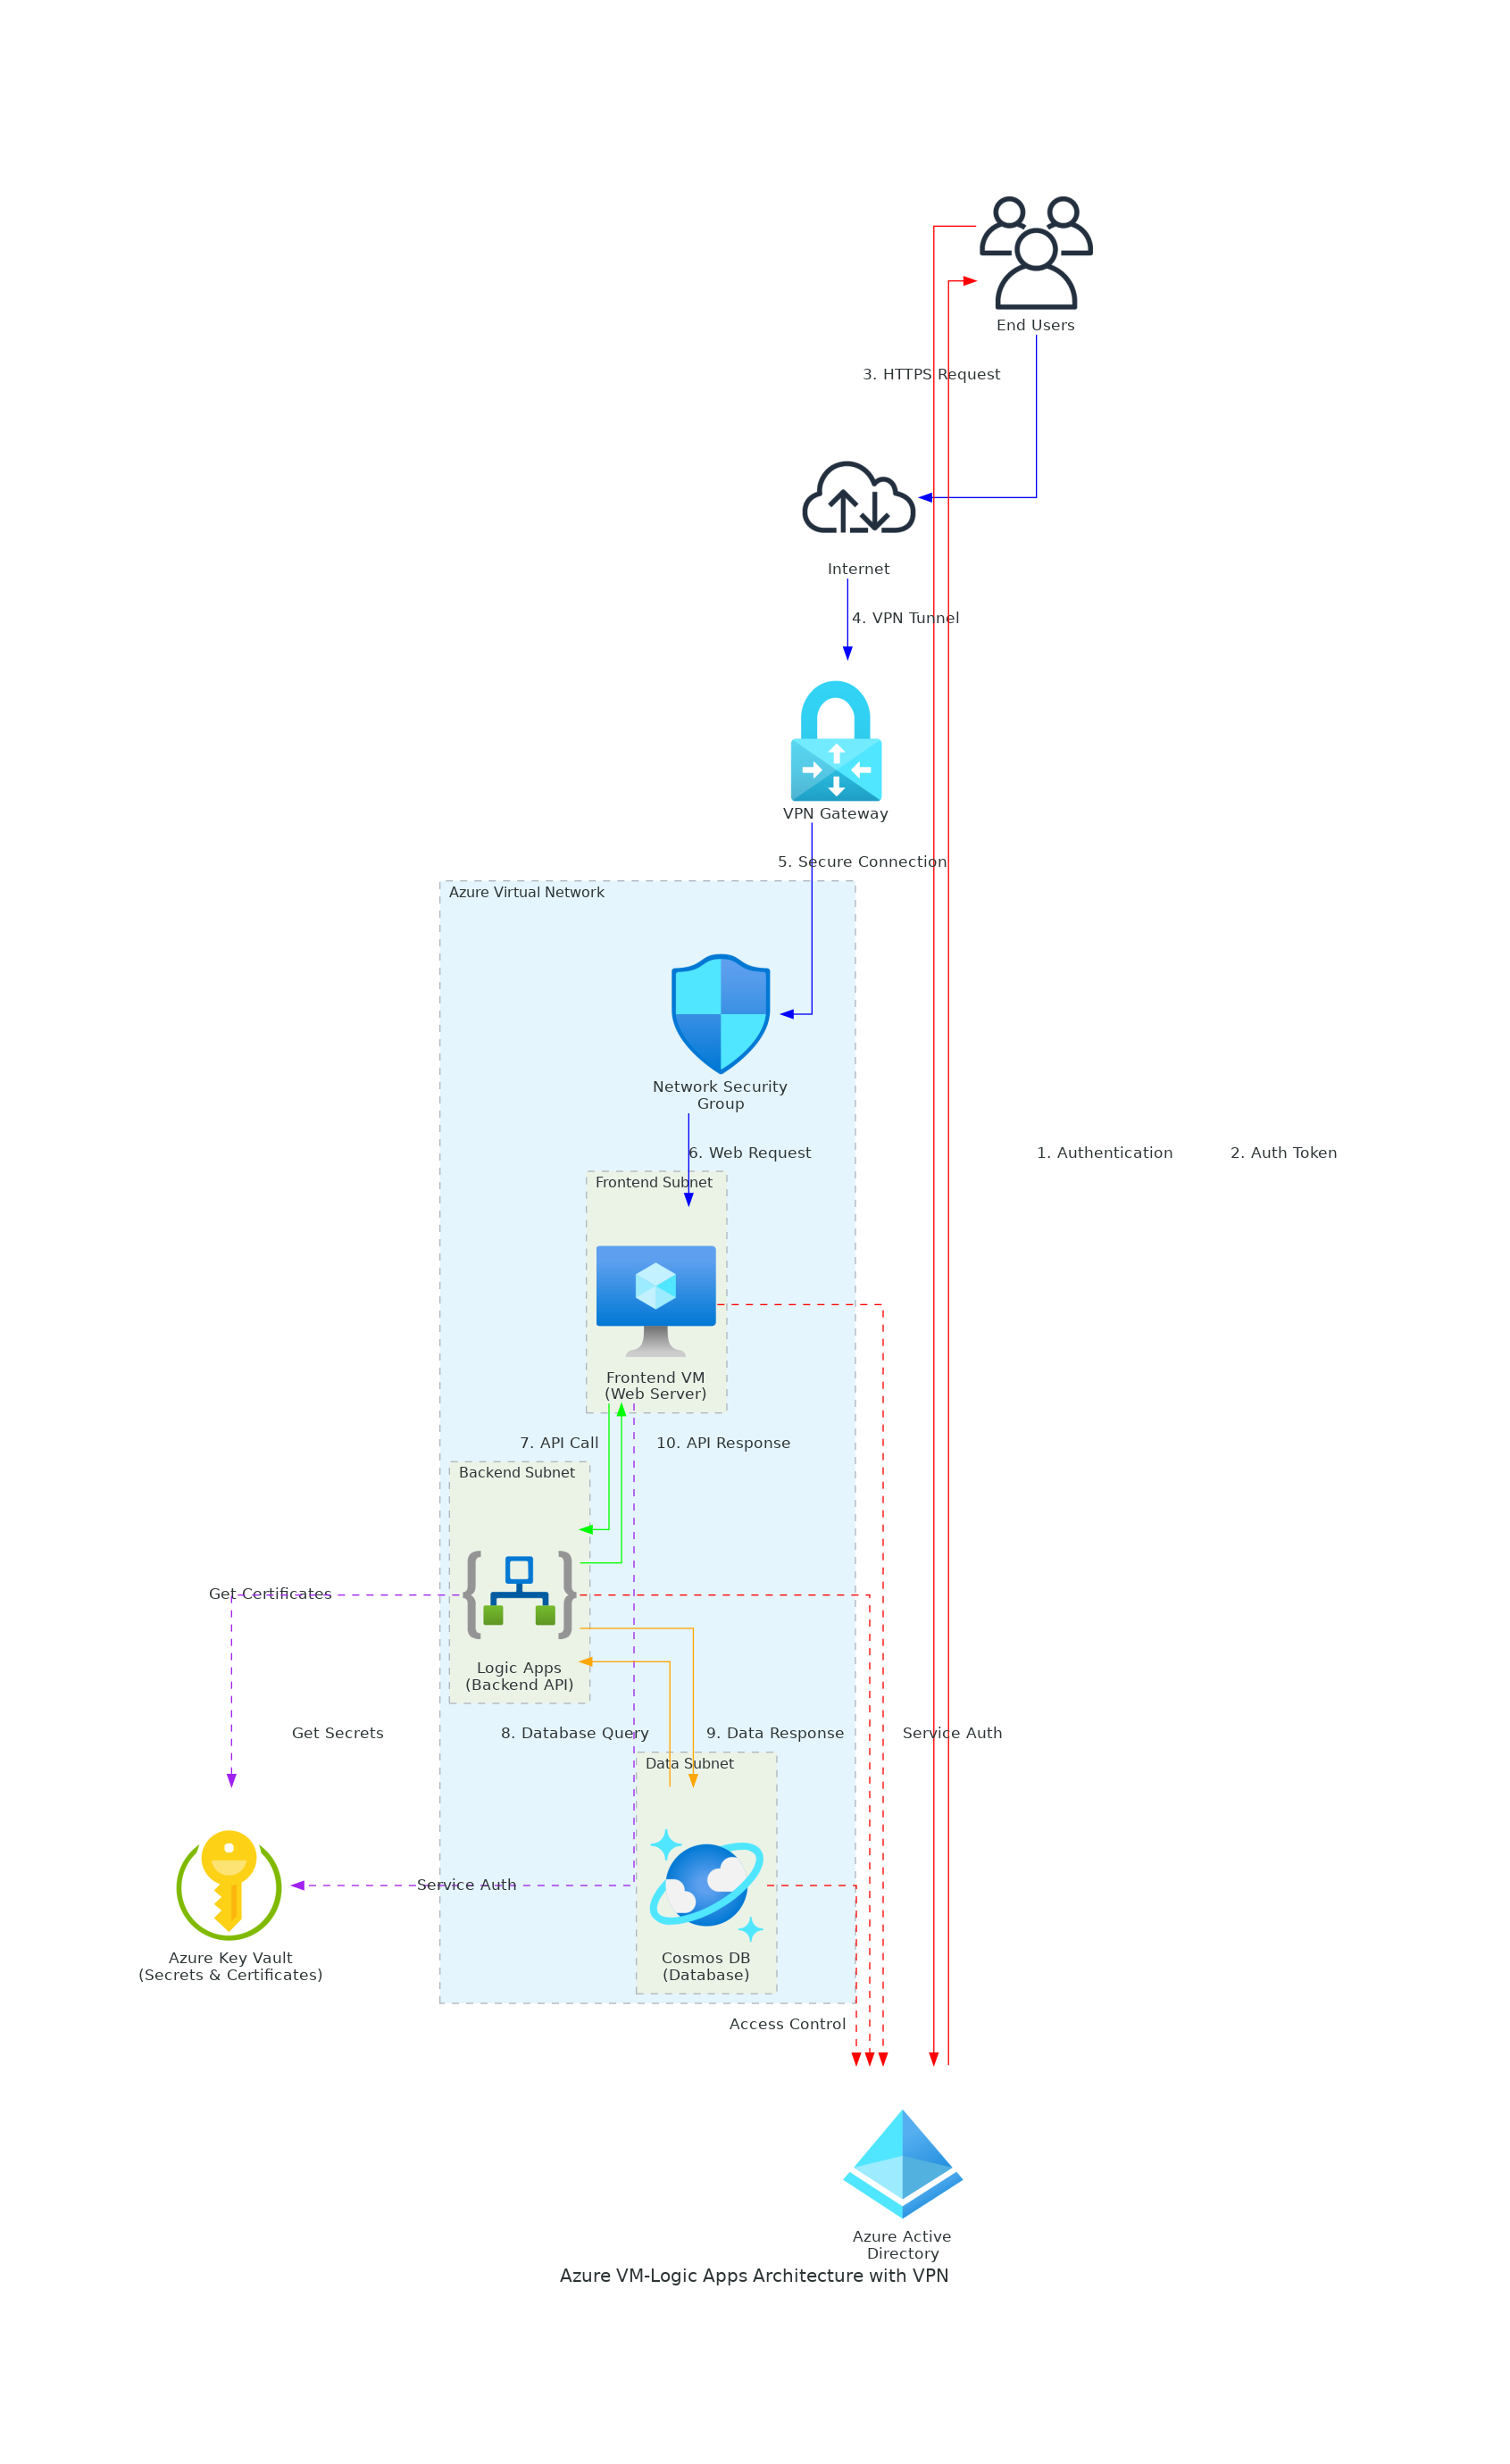 End Users
3. HTTPS Request
Internet
4. VPN Tunnel
VPN Gateway
5. Secure Connection
Azure Virtual Network
Network Security
Group
6. Web Request
1. Authentication
2. Auth Token
Frontend Subnet
Frontend VM
(Web Server)
7. API Call
10. API Response
Backend Subnet
Get Certificates
Logic Apps
(Backend API)
Get Secrets
8. Database Query
9. Data Response
Service Auth
Data Subnet
Service Auth
Azure Key Vault
(Secrets & Certificates)
Cosmos DB
(Database)
Access Control
Azure Active
Directory
Azure VM-Logic Apps Architecture with VPN